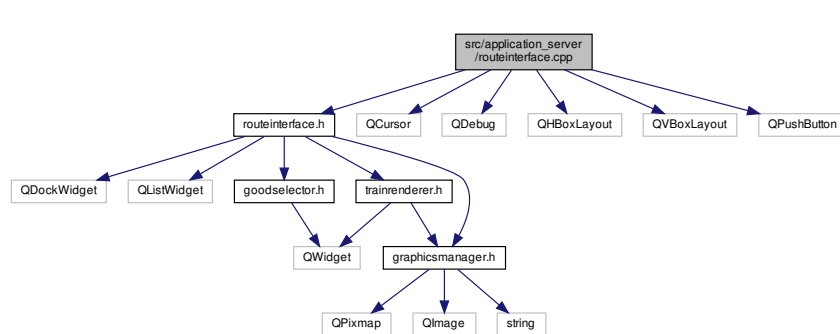 src/application_server
/routeinterface.cpp
routeinterface.h
QCursor
QDebug
QHBoxLayout
QVBoxLayout
QPushButton
QDockWidget
QListWidget
goodselector.h
trainrenderer.h
QWidget
graphicsmanager.h
QPixmap
QImage
string